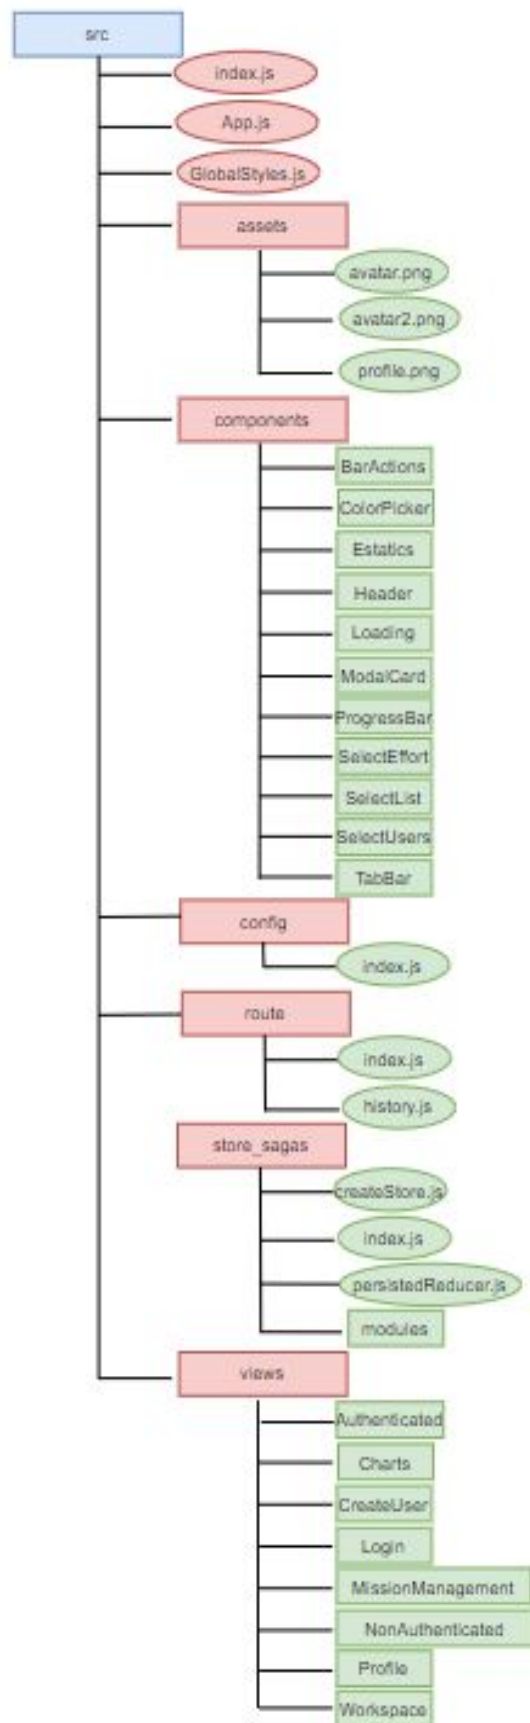 src
index.js
App.js
GlobalStyles.js
assets
avatar.png
avatar2.png
profile.png
components
BarActions
ColorPicker
Estatics
Header
Loading
ModalCard
ProgressBar
SelectEffort
SelectList
SelectUsers
TabBar
config
index.js
route
index.js
history.js
store_sagas
createStore.js
index.js
persistedReducer.js
modules
views
Authenticated
Charts
CreateUser
Login
MissionManagement
NonAuthenticated
Profile
Workspace